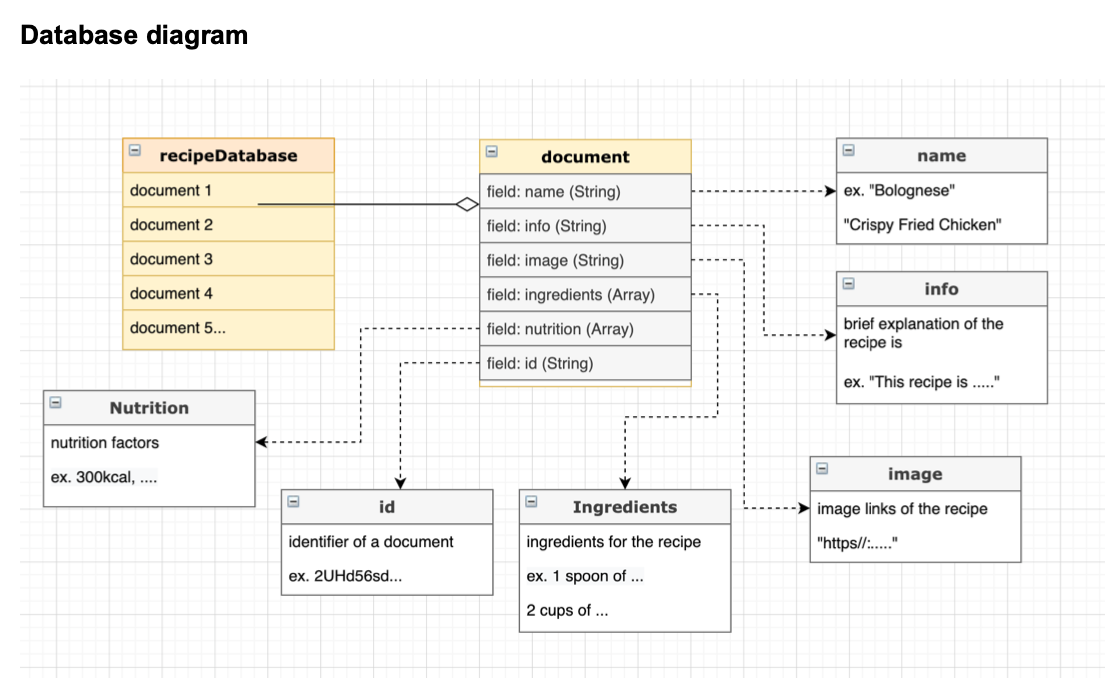 Database diagram
recipeDatabase
document 1
document 2
document 3
document 4
document 5...
document
field: name (String)
field: info (String)
field: image (String)
field: ingredients (Array)
field: nutrition (Array)
field: id (String)
name
ex. "Bolognese"
"Crispy Fried Chicken"
info
brief explanation of the
recipe is
ex. "This recipe is ....."
Nutrition
nutrition factors
ex. 300kcal, ....
id
identifier of a document
ex. 2UHd56sd...
Ingredients
ingredients for the recipe
ex. 1 spoon of ...
2 cups of ...
image
image links of the recipe
"https//:....."